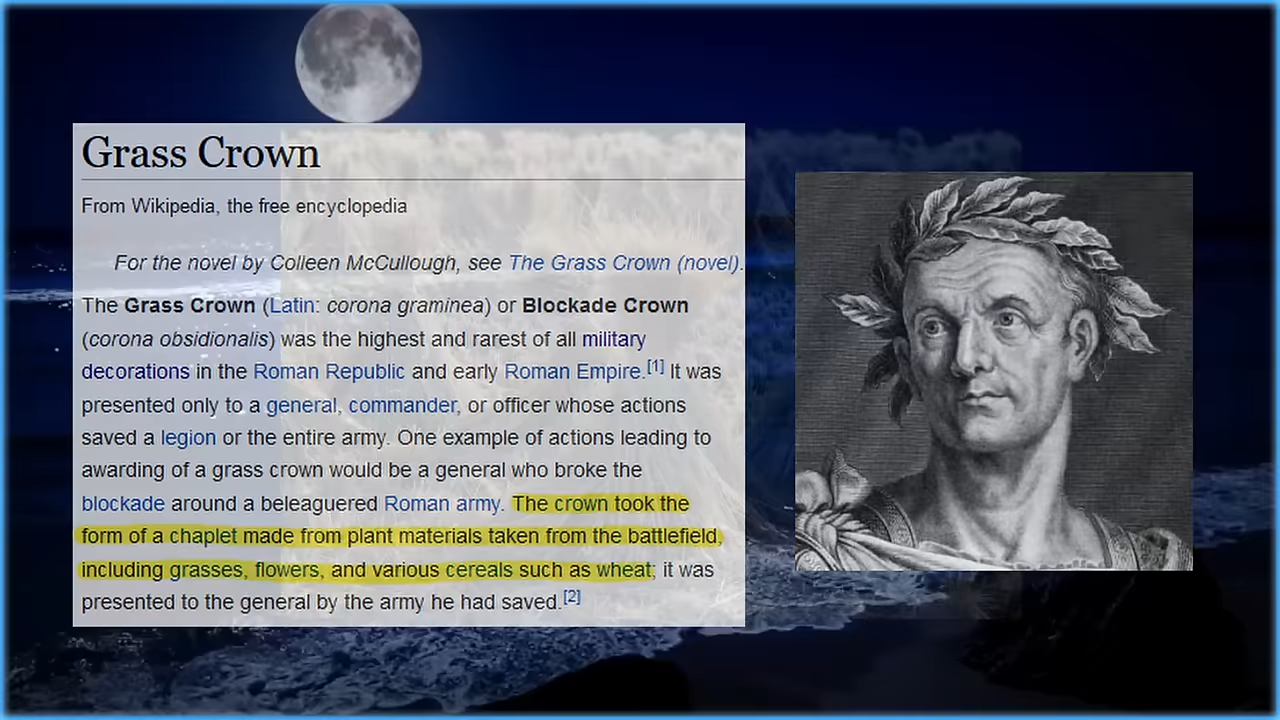 Grass Crown
From Wikipedia, the free encyclopedia
For the novel by Colleen McCullough, see The Grass Crown (novel).
The Grass Crown (Latin: corona graminea) or Blockade Crown
(corona obsidionalis) was the highest and rarest of all military
decorations in the Roman Republic and early Roman Empire.[1] It was
presented only to a general, commander, or officer whose actions
saved a legion or the entire army. One example of actions leading to
awarding of a grass crown would be a general who broke the
blockade around a beleaguered Roman army. The crown took the
form of a chaplet made from plant materials taken from the battlefield,
including grasses, flowers, and various cereals such as wheat; it was
presented to the general by the army he had saved.[2]